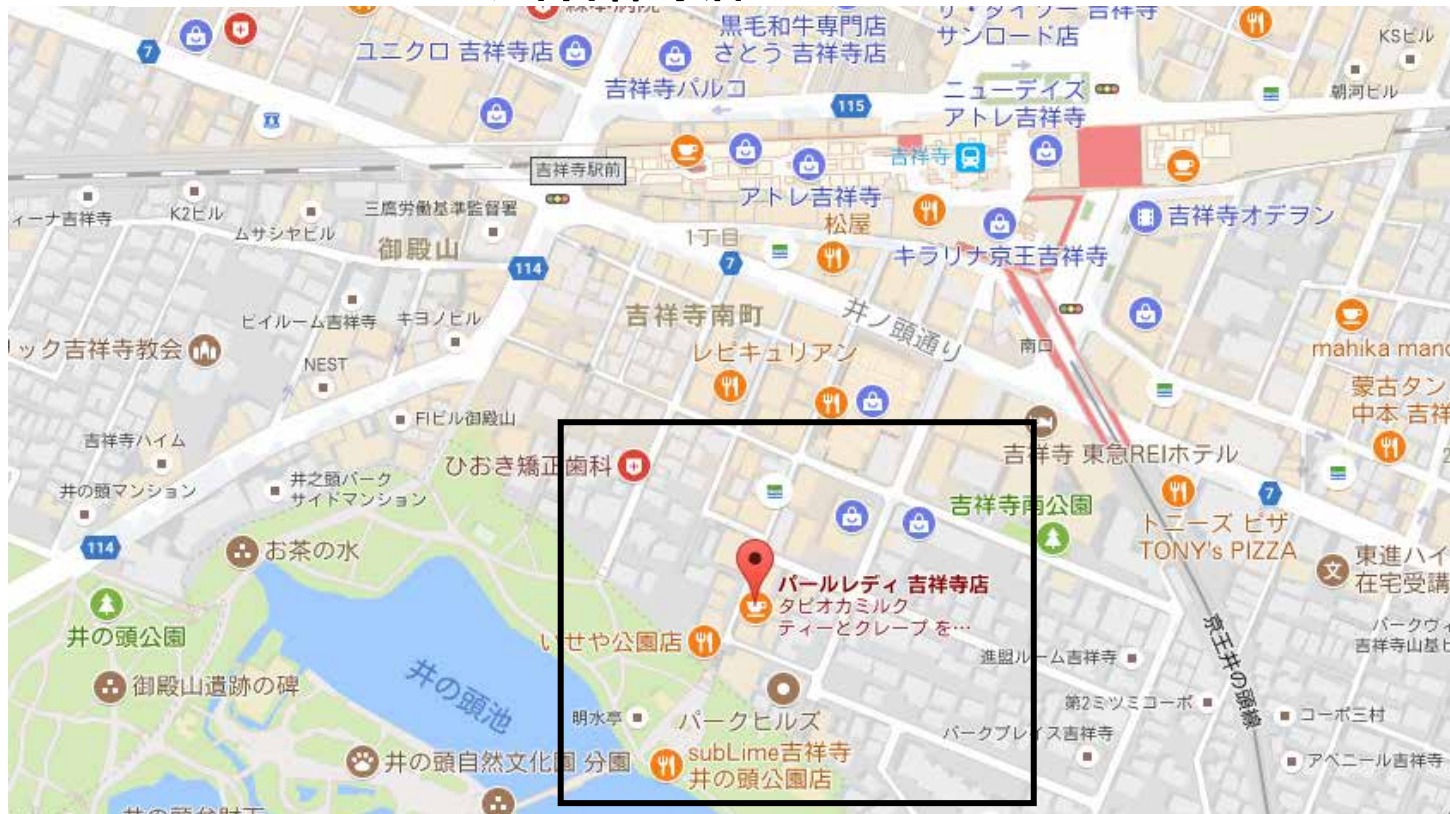 黒毛和牛専門店
さとう 吉祥寺店
サンロード店
ユニクロ 吉祥寺店
KSビル
7
吉祥寺パルコ
115
ニューデイズ
アトレ吉祥寺
朝河ビル
吉祥寺駅前
吉祥寺
アトレ吉祥寺
松屋
吉祥寺オデヲン
ィーナ吉祥寺
K2ビル
ムサシヤビル
三鷹労働基準監督署
御殿山
1丁目
7
キラリナ京王吉祥寺
114
吉祥寺南町
井ノ頭通り
ビイルーム吉祥寺
キヨノビル
南口
リック吉祥寺教会
NEST
レピキュリアン
mahika mano
蒙古タン
中本 吉祥
FIビル御殿山
吉祥寺ハイム
ひおき矯正歯科
吉祥寺 東急REIホテル
2
井の頭マンション
井之頭パーク
サイドマンション
吉祥寺南公園
7
トニーズ ピザ
TONY's PIZZA
114
お茶の水
東進ハイ
在宅受講
パールレディ 吉祥寺店
タピオカミルク
ティーとクレープ を…
井の頭公園
いせや公園店
パークヴィ
吉祥寺山基ビ
進盟ルーム吉祥寺
京王井の頭線
御殿山遺跡の碑
井の頭池
明水亭
パークヒルズ
第2ミツミコーポ
コーポ三村
パークプレイス吉祥寺
井の頭自然文化園 分園
subLime吉祥寺
井の頭公園店
アベニール吉祥寺